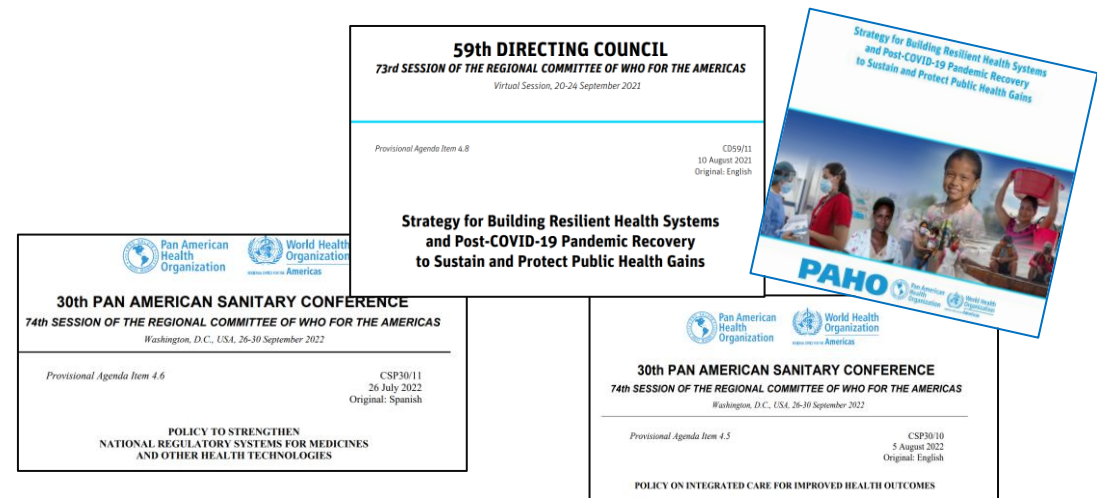 59th DIRECTING COUNCIL
73rd SESSION OF THE REGIONAL COMMITTEE OF WHO FOR THE AMERICAS
Virtual Session, 20-24 September 2021
Provisional Agenda Item 4.8
CD59/11
10 August 2021
Original: English
Strategy for Building Resilient Health Systems
and Post-COVID-19 Pandemic Recovery
to Sustain and Protect Public Health Gains
Strategy for Building Resilient Health Systems
and Post-COVID-19 Pandemic Recovery
to Sustain and Protect Public Health Gains
PAHO
Pan American
Health
Organization
World Health
Organization
Americas
Pan American
Health
Organization
World Health
Organization
Americas
30th PAN AMERICAN SANITARY CONFERENCE
74th SESSION OF THE REGIONAL COMMITTEE OF WHO FOR THE AMERICAS
Washington, D.C., USA, 26-30 September 2022
Provisional Agenda Item 4.6
CSP30/11
26 July 2022
Original: Spanish
POLICY TO STRENGTHEN
NATIONAL REGULATORY SYSTEMS FOR MEDICINES
AND OTHER HEALTH TECHNOLOGIES
Pan American
Health
Organization
World Health
Organization
Americas
30th PAN AMERICAN SANITARY CONFERENCE
74th SESSION OF THE REGIONAL COMMITTEE OF WHO FOR THE AMERICAS
Washington, D.C., USA, 26-30 September 2022
Provisional Agenda Item 4.5
CSP30/10
5 August 2022
Original: English
POLICY ON INTEGRATED CARE FOR IMPROVED HEALTH OUTCOMES